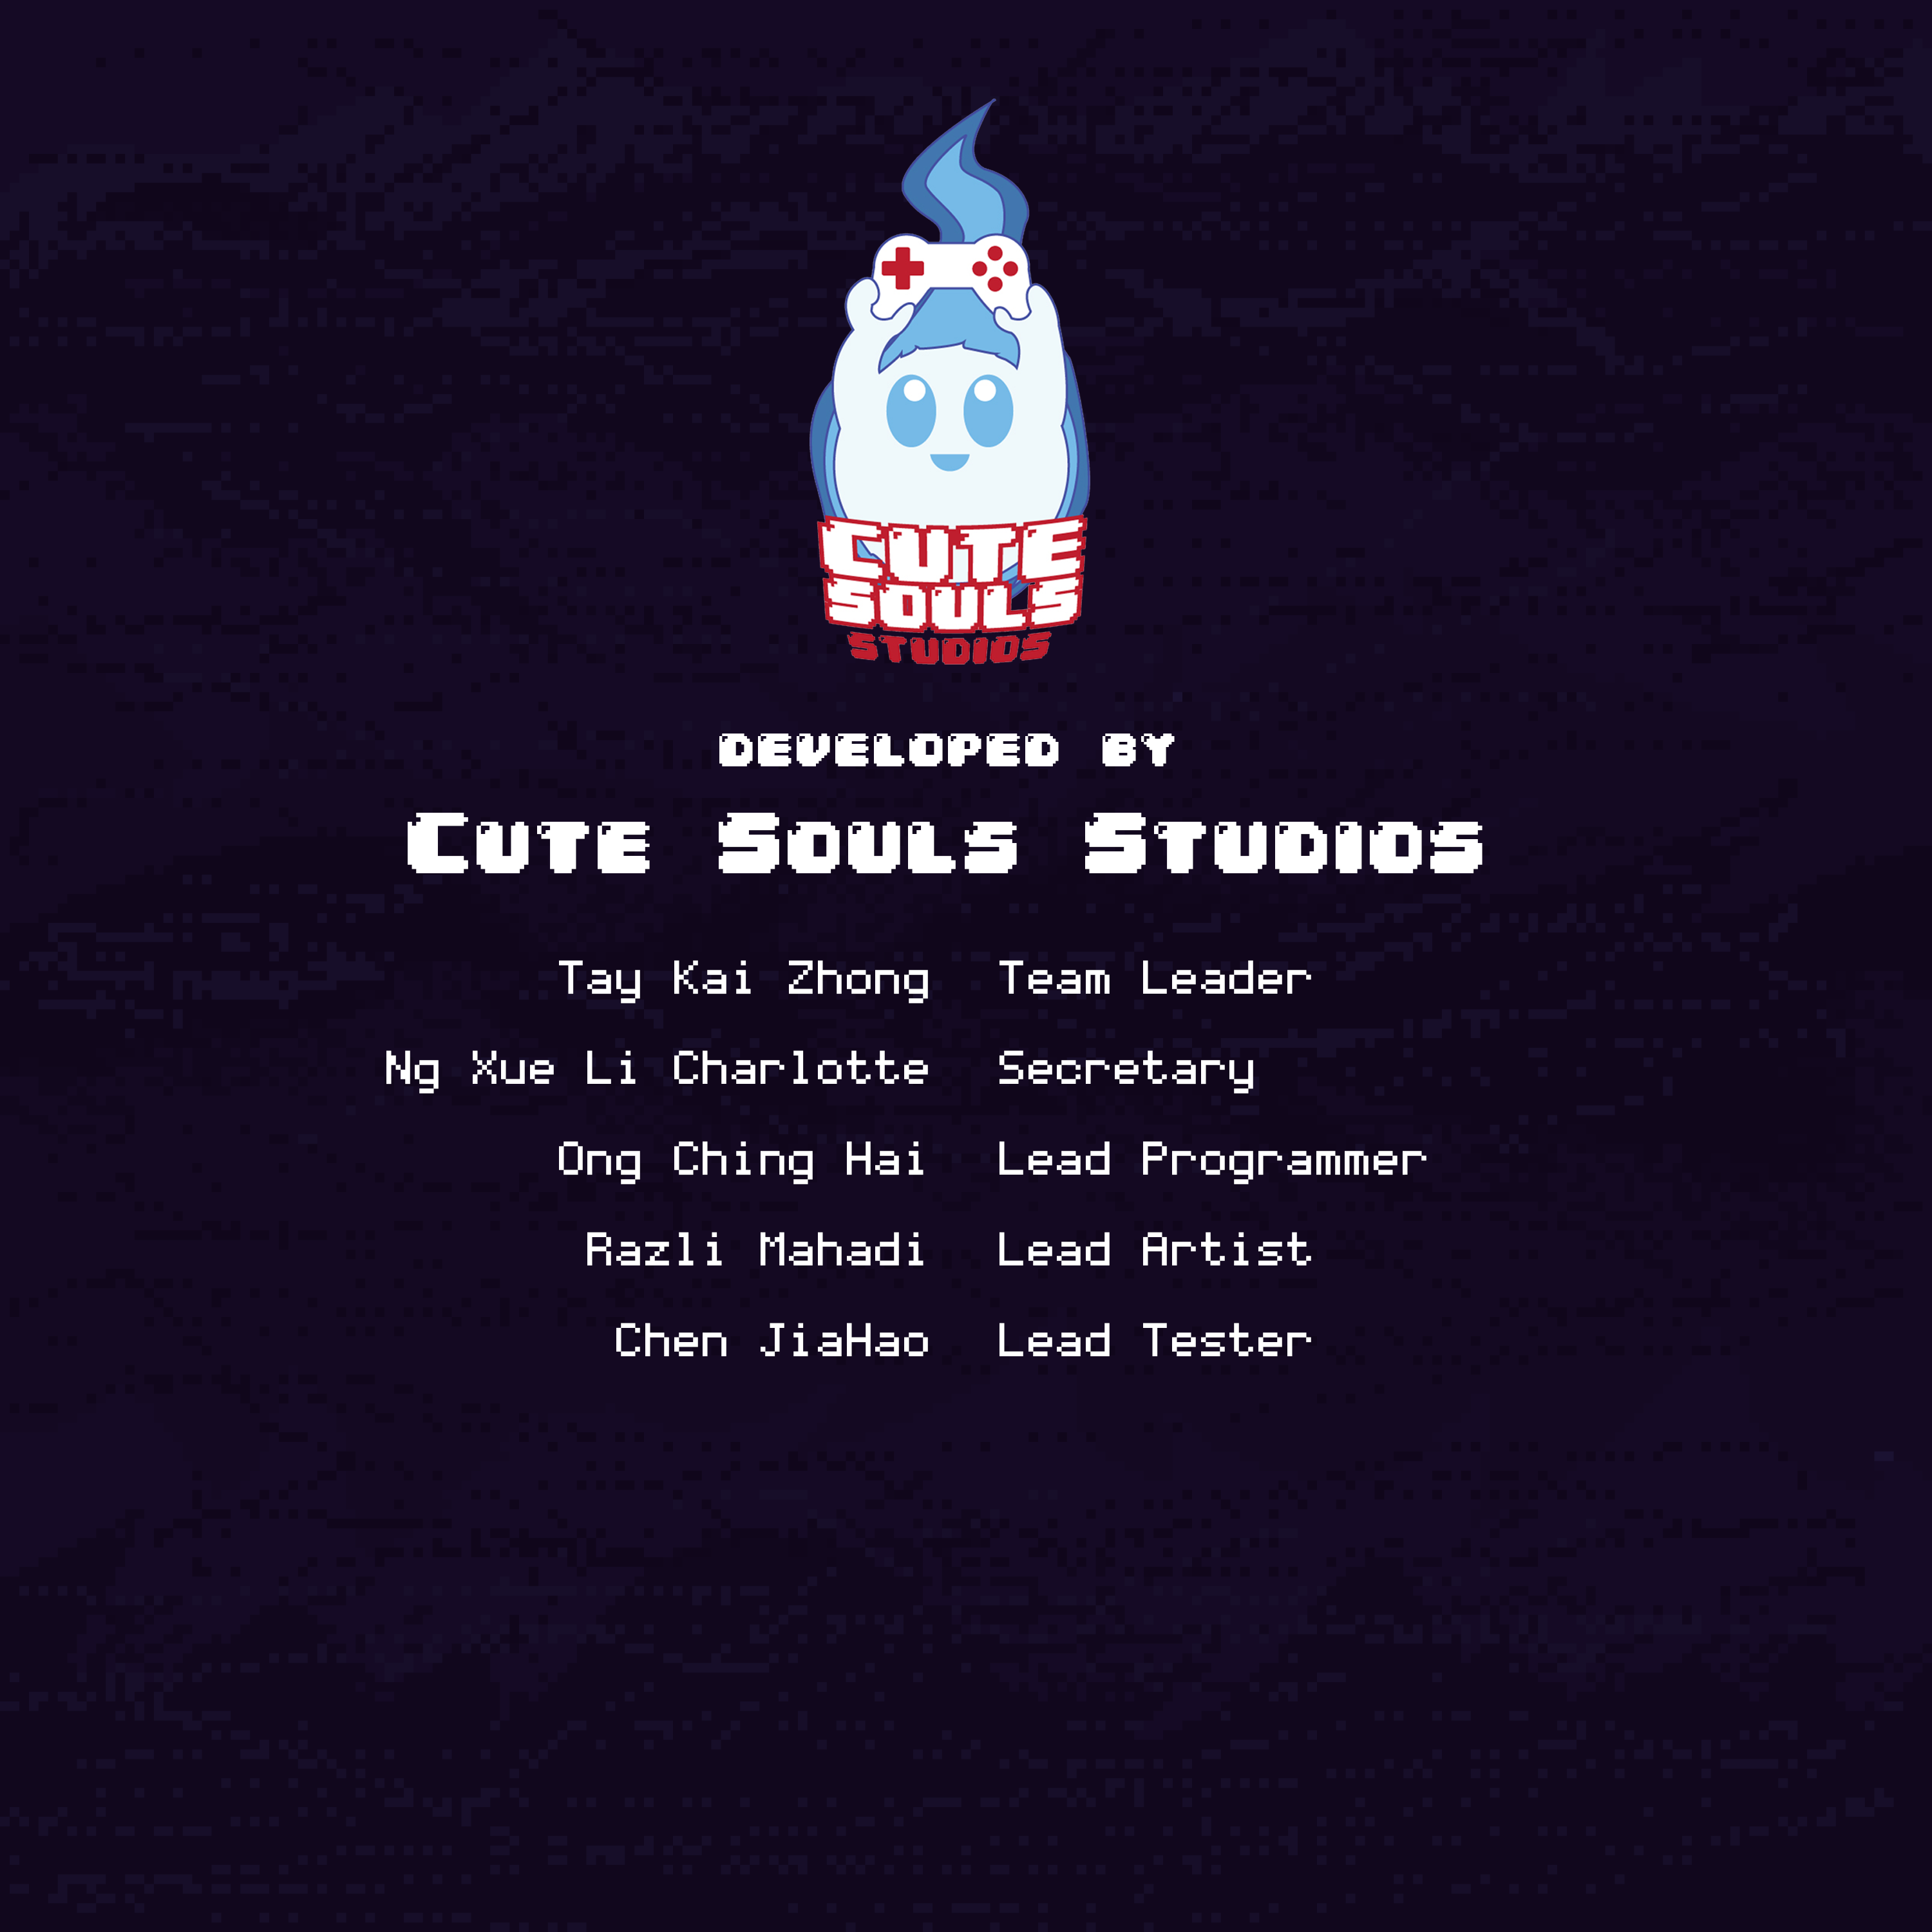 CUTE
SOULS
STUDIOS
DEVELOPED BY
CUTE SOULS STUDIOS
Tay Kai Zhong Team Leader
Ng Xue Li Charlotte Secretary
Ong Ching Hai Lead Programmer
Razli Mahadi Lead Artist
Chen JiaHao Lead Tester